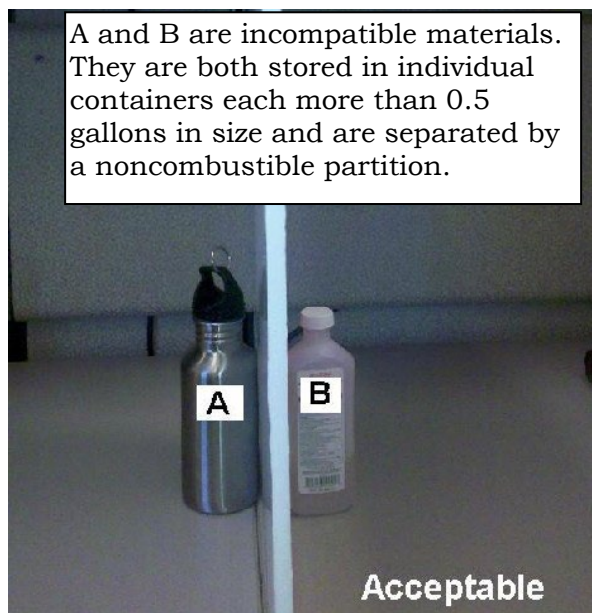 A and B are incompatible materials.
They are both stored in individual
containers each more than 0.5
gallons in size and are separated by
a noncombustible partition.
A
B
Acceptable